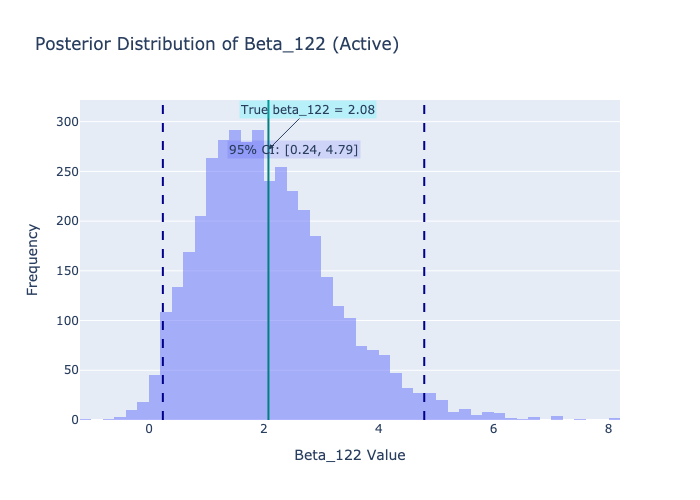 Posterior Distribution of Beta_122 (Active)
True beta_122 = 2.08
95% CI: [0.24, 4.79]
300
250
200
150
100
50
0
Frequency
0 2 4 6 8
Beta_122 Value